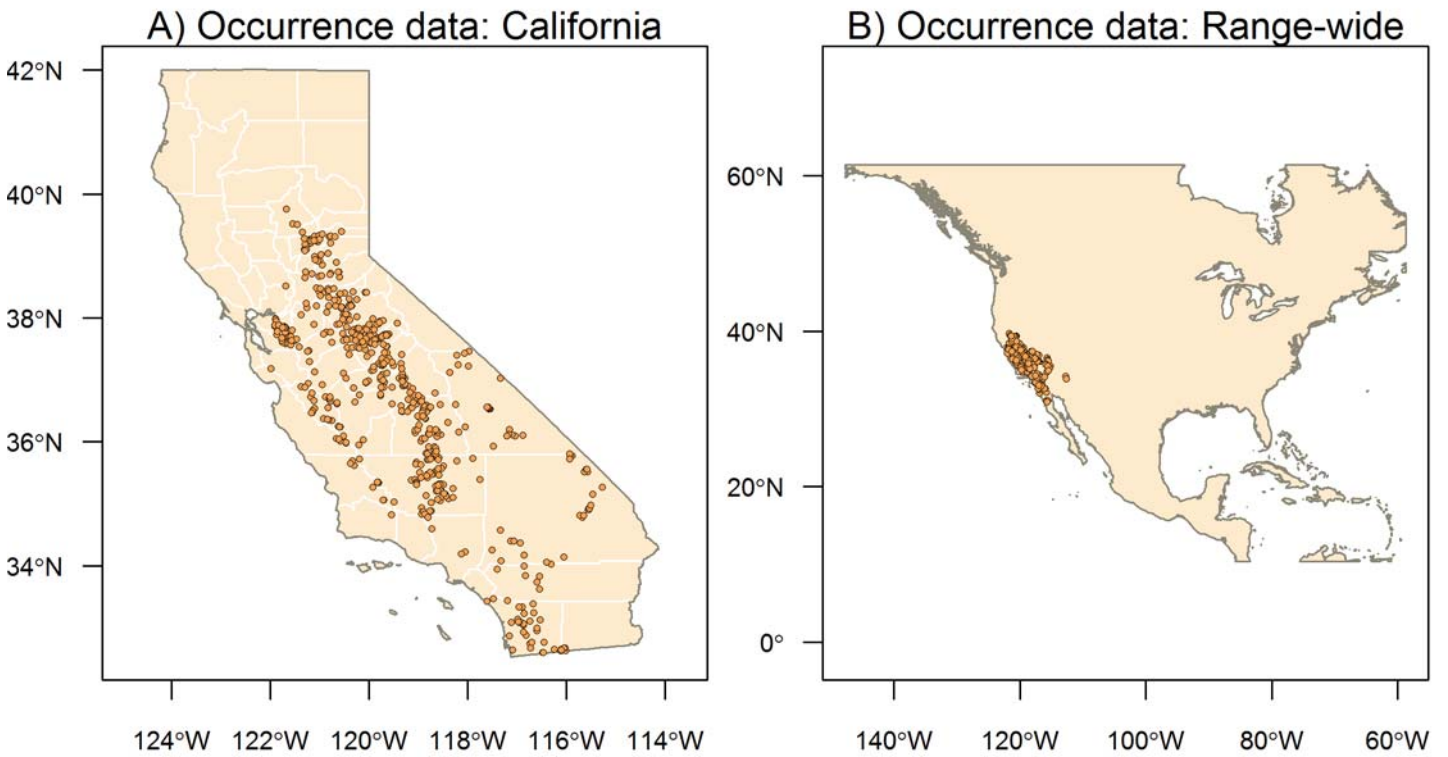 A) Occurrence data: California
B) Occurrence data: Range-wide
42°N
40°N
38°N
36°N
34°N
124°W 122°W 120°W 118°W 116°W 114°W
60°N
40°N
20°N
0°
140°W 120°W 100°W 80°W 60°W